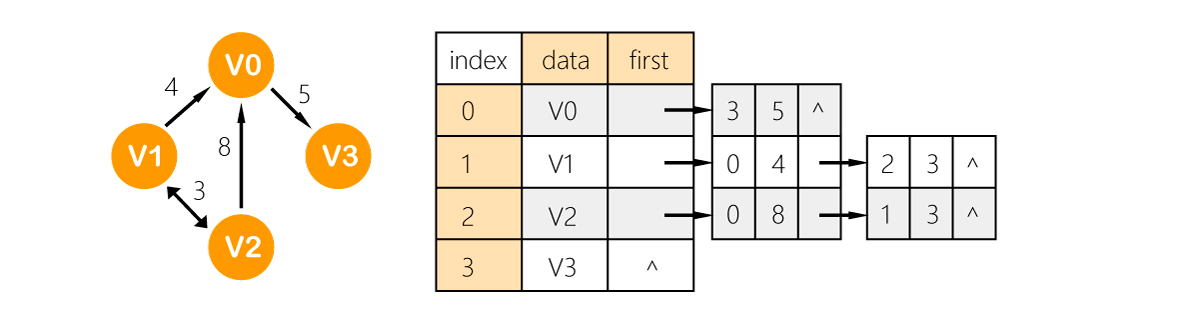 V0
4
5
V1
8
V3
3
V2
index data first
0 V0 3 5 ^
1 V1 0 4 2 3 ^
2 V2 0 8 1 3 ^
3 V3 ^